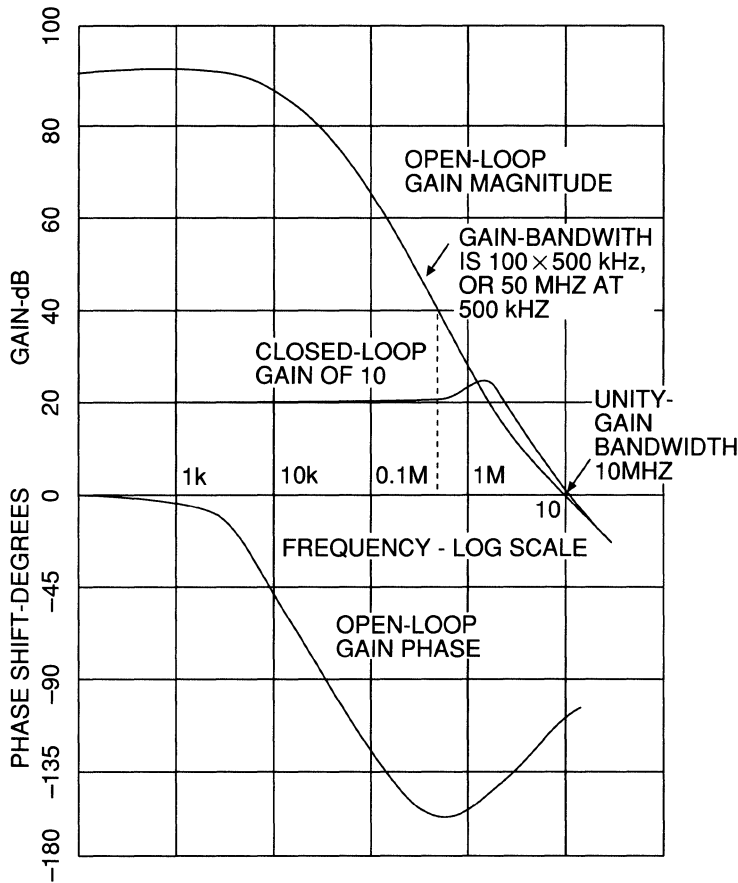 100
80
60
40
20
0
−45
−90
−135
−180
GAIN-dB
PHASE SHIFT-DEGREES
OPEN-LOOP
GAIN MAGNITUDE
GAIN-BANDWITH
IS 100 × 500 kHz,
OR 50 MHZ AT
500 kHZ
CLOSED-LOOP
GAIN OF 10
UNITY-
GAIN
BANDWIDTH
10MHZ
1k
10k
0.1M
1M
10
FREQUENCY - LOG SCALE
OPEN-LOOP
GAIN PHASE